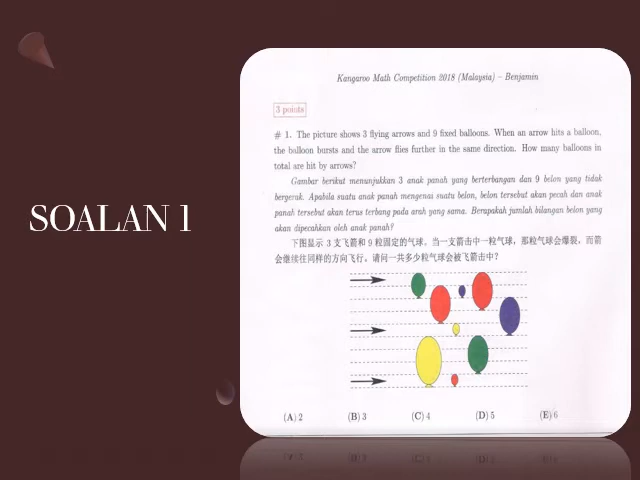 SOALAN 1
Kangaroo Math Competition 2018 (Malaysia) – Benjamin
3 points
# 1. The picture shows 3 flying arrows and 9 fixed balloons. When an arrow hits a balloon,
the balloon bursts and the arrow flies further in the same direction. How many balloons in
total are hit by arrows?
Gambar berikut menunjukkan 3 anak panah yang berterbangan dan 9 belon yang tidak
bergerak. Apabila suatu anak panah mengenai suatu belon, belon tersebut akan pecah dan anak
panah tersebut akan terus terbang pada arah yang sama. Berapakah jumlah bilangan belon yang
akan dipecahkan oleh anak panah?
下图显示 3 支飞箭和 9 粒固定的气球。当一支箭击中一粒气球，那粒气球会爆裂，而箭
会继续往同样的方向飞行。请问一共多少粒气球会被飞箭击中？
(A) 2 (B) 3 (C) 4 (D) 5 (E) 6